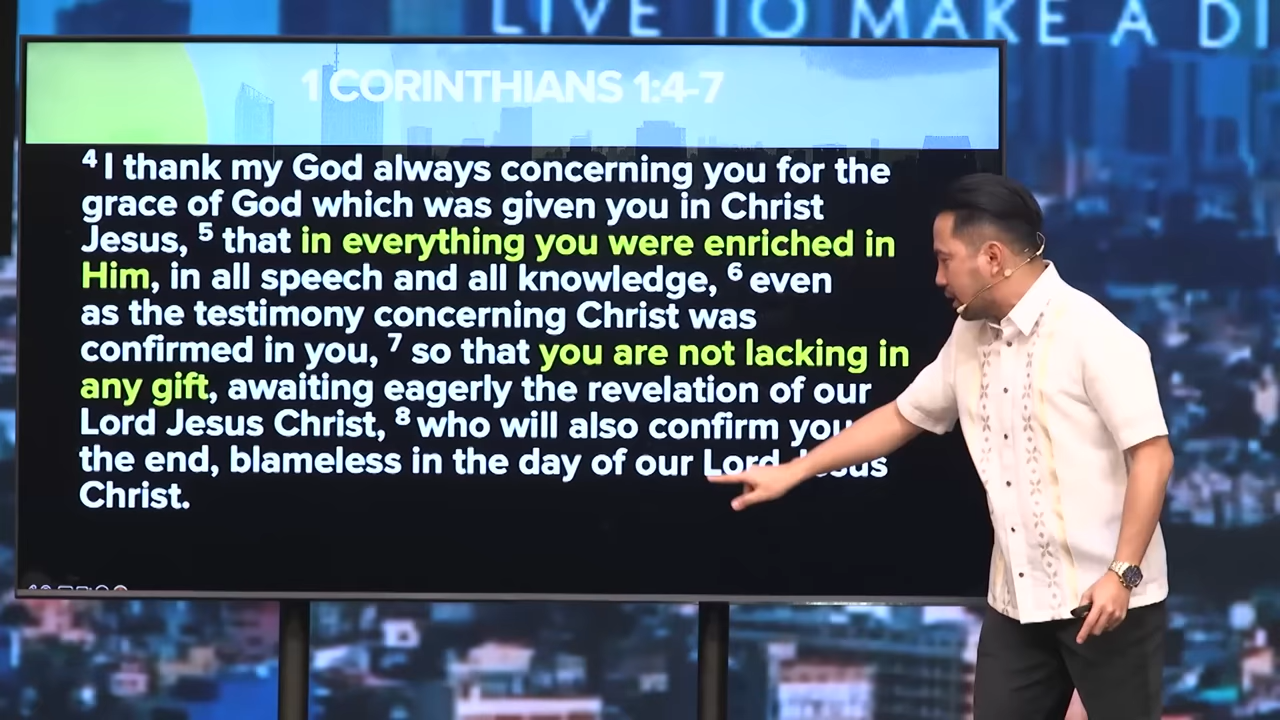 LIVE TO MAKE A DI
1 CORINTHIANS 1:4-7
4 I thank my God always concerning you for the
grace of God which was given you in Christ
Jesus, 5 that in everything you were enriched in
Him, in all speech and all knowledge, 6 even
as the testimony concerning Christ was
confirmed in you, 7 so that you are not lacking in
any gift, awaiting eagerly the revelation of our
Lord Jesus Christ, 8 who will also confirm you
the end, blameless in the day of our Lord Jesus
Christ.